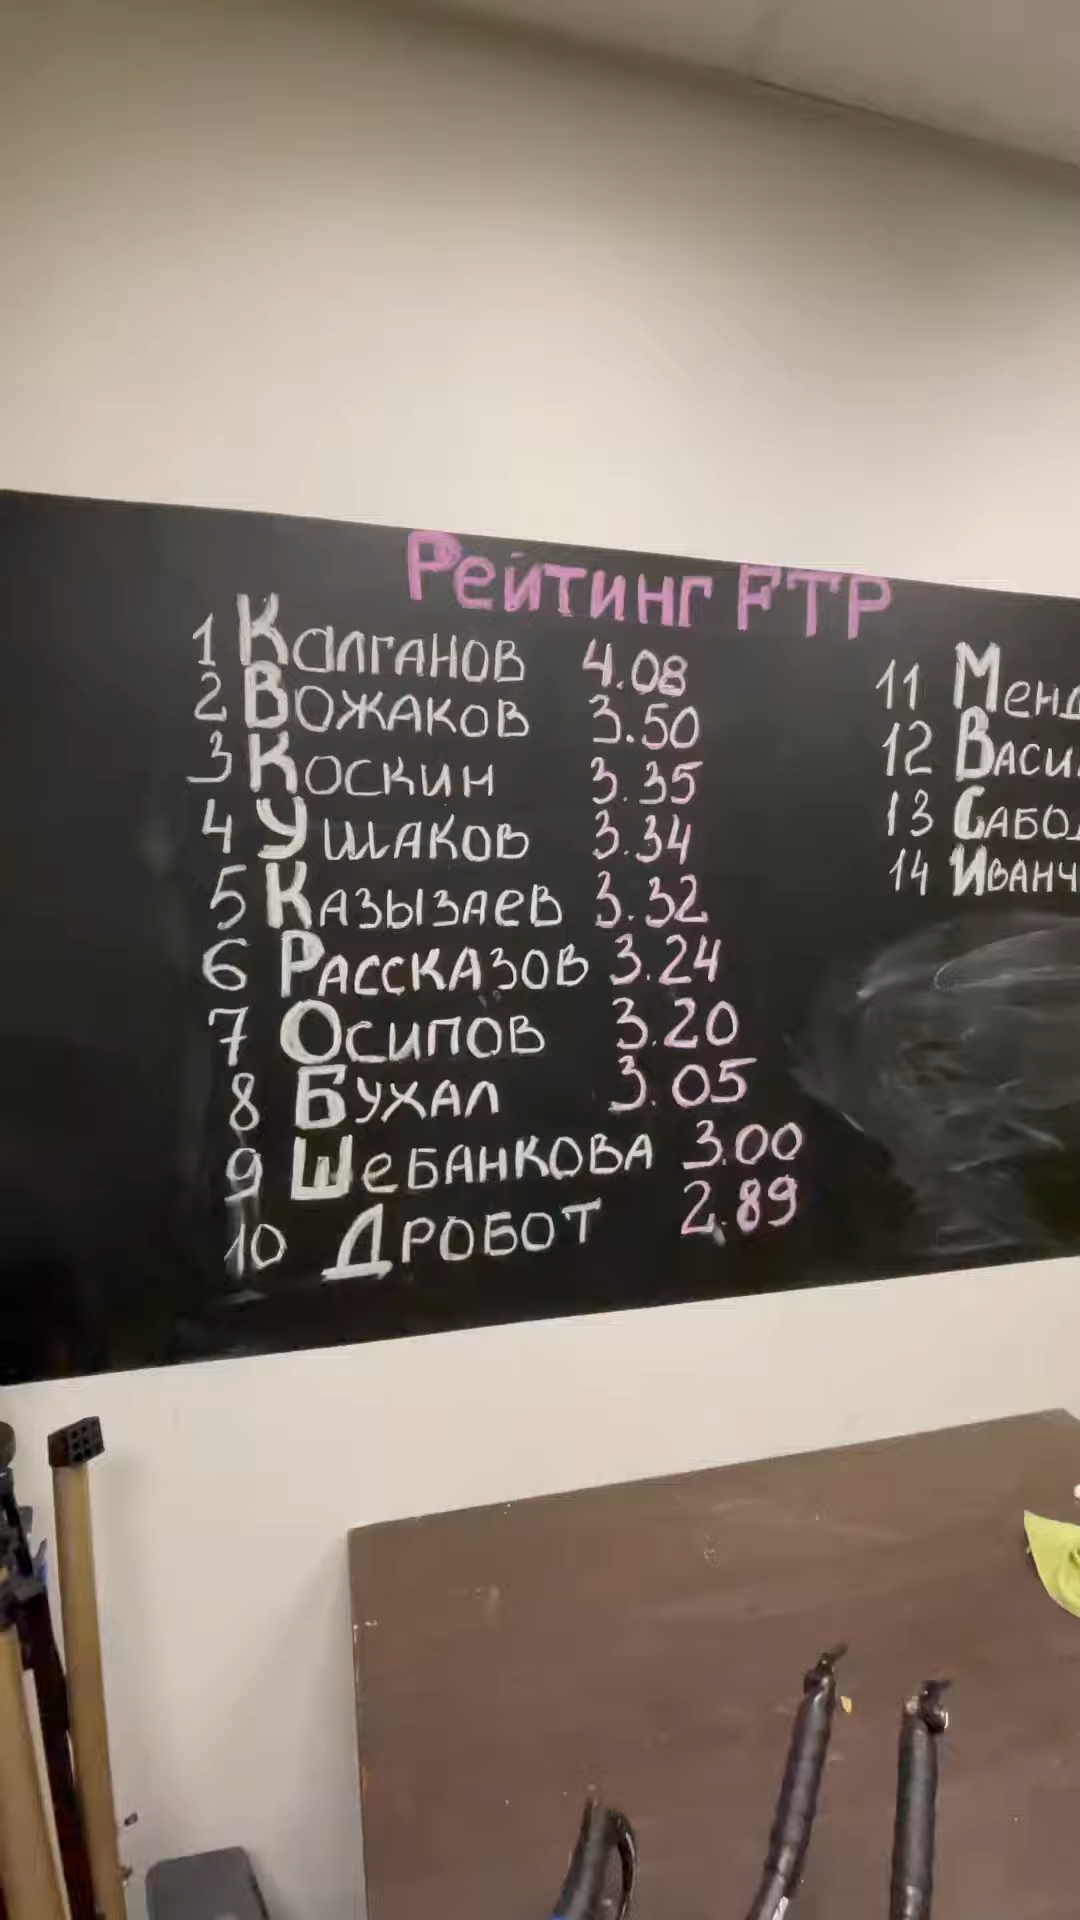 Рейтинг FTP
1 Калганов 4.08
2 Вожаков 3.50
3 Коскин 3.35
4 Ушаков 3.34
5 Казызаев 3.32
6 Рассказов 3.24
7 Осипов 3.20
8 Бухал 3.05
9 Шебанкова 3.00
10 Дробот 2.89
11
12
13
14